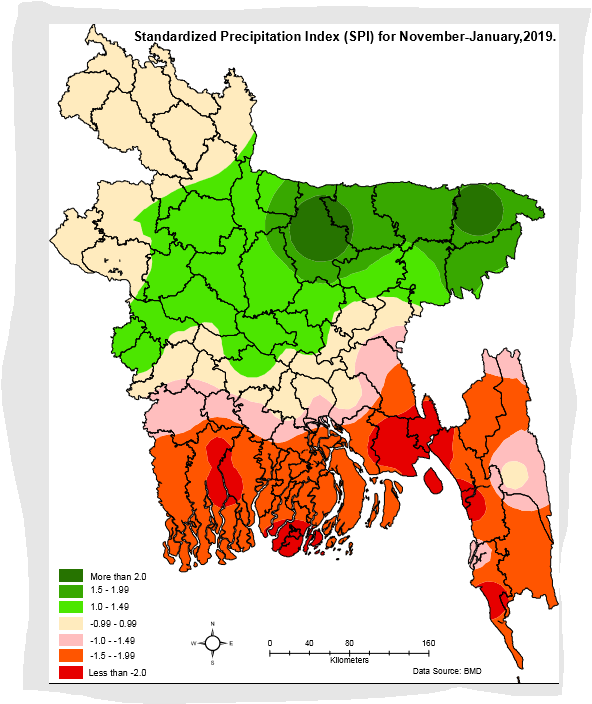 Standardized Precipitation Index (SPI) for November-January,2019.
More than 2.0
1.5 - 1.99
1.0 - 1.49
-0.99 - 0.99
-1.0 - -1.49
-1.5 - -1.99
Less than -2.0
N
W E
S
0 40 80 160
Kilometers
Data Source: BMD